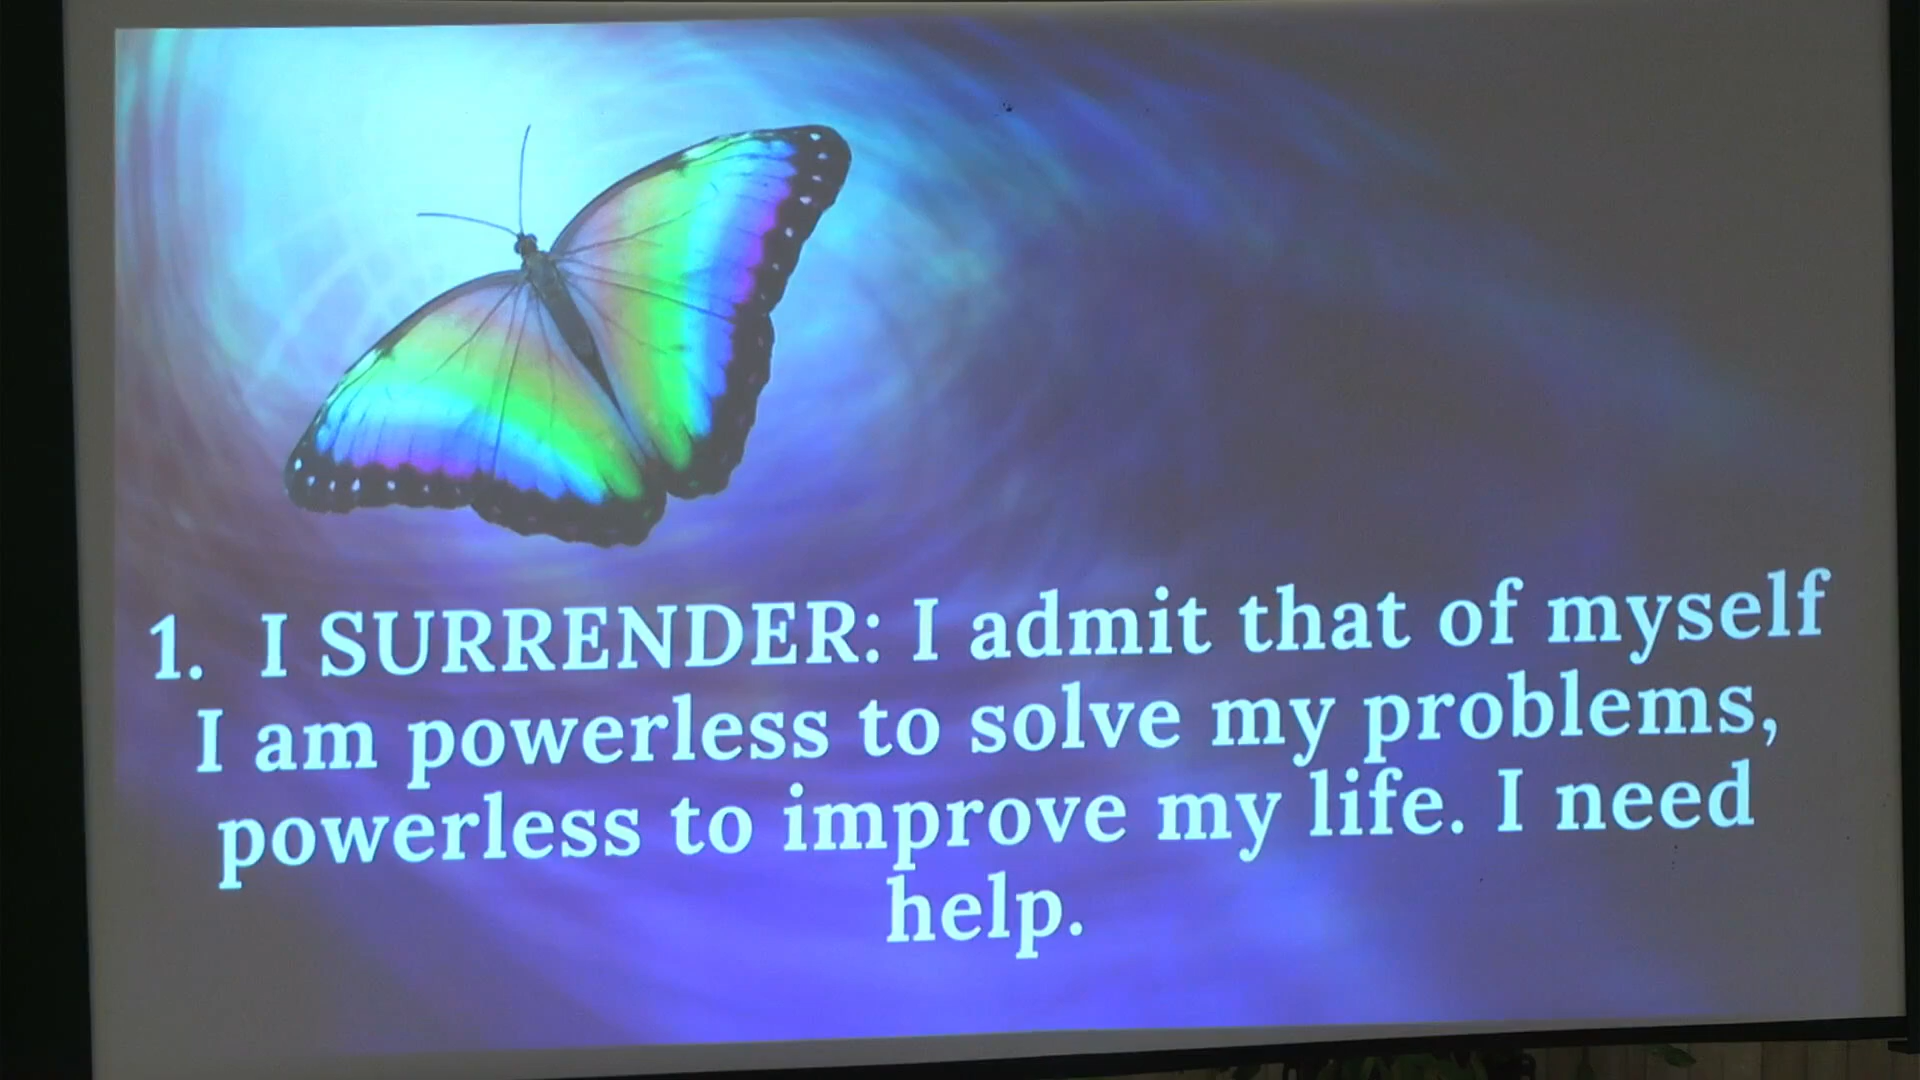 1. I SURRENDER: I admit that of myself
I am powerless to solve my problems,
powerless to improve my life. I need
help.